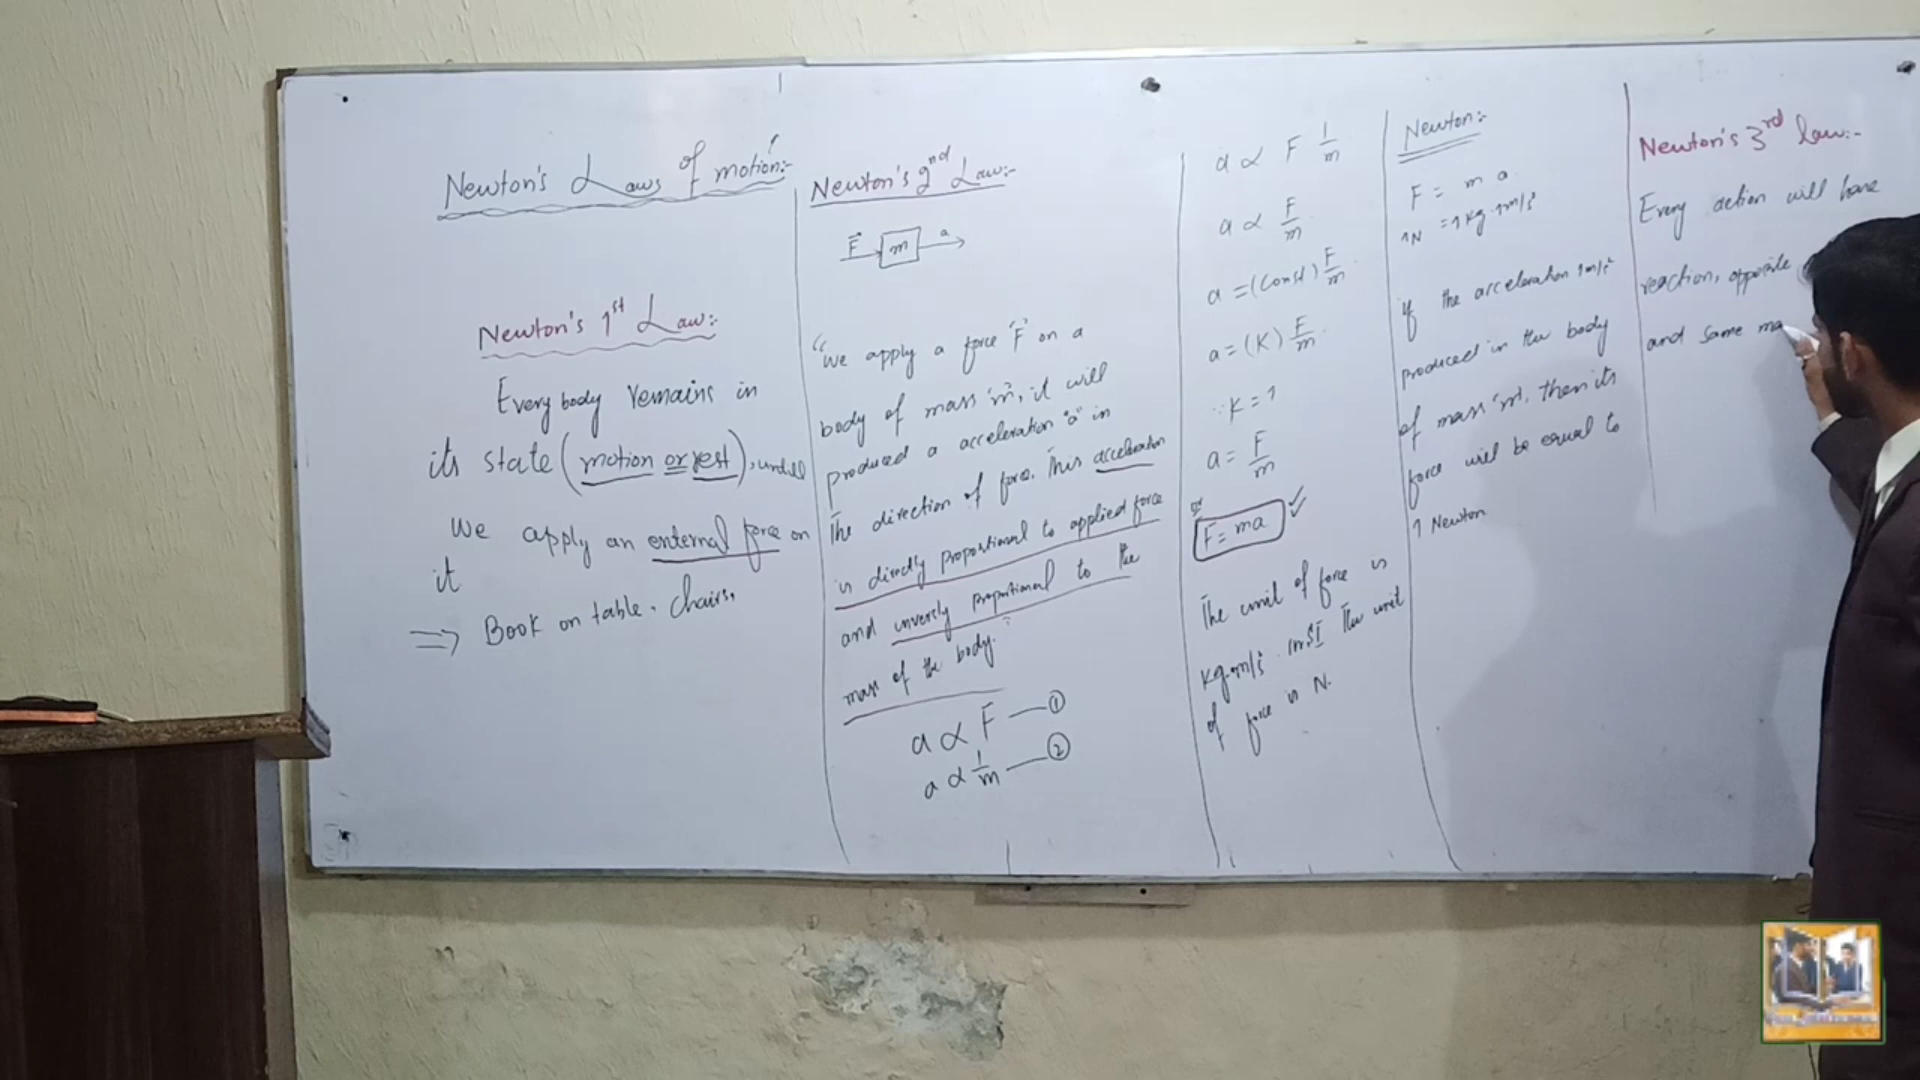 Newton's Laws of motion:-
Newton's 1st Law:-
Every body remains in
its state (motion or rest), untill
we apply an external force on
it
⇒ Book on table, chairs,
Newton's 2nd Law:-
F m a
"we apply a force 'F' on a
body of mass 'm', it will
produced a acceleration "a" in
The direction of force. This acceleration
is directly proportional to applied force
and inversly proportional to the
mass of the body."
a ∝ F — ①
a ∝ 1/m — ②
a ∝ F 1/m
a ∝ F/m
a = (Const) F/m
a = (K) F/m
∵ K = 1
a = F/m
F = ma
The unit of force is
kg.m/s² in SI The unit
of force is N.
Newton:-
F = m a
1N = 1kg.1m/s²
if the acceleration 1m/s²
produced in the body
of mass 'm', then its
force will be equal to
1 Newton
Newton's 3rd Law:-
Every action will have
reaction, opposite
and same ma